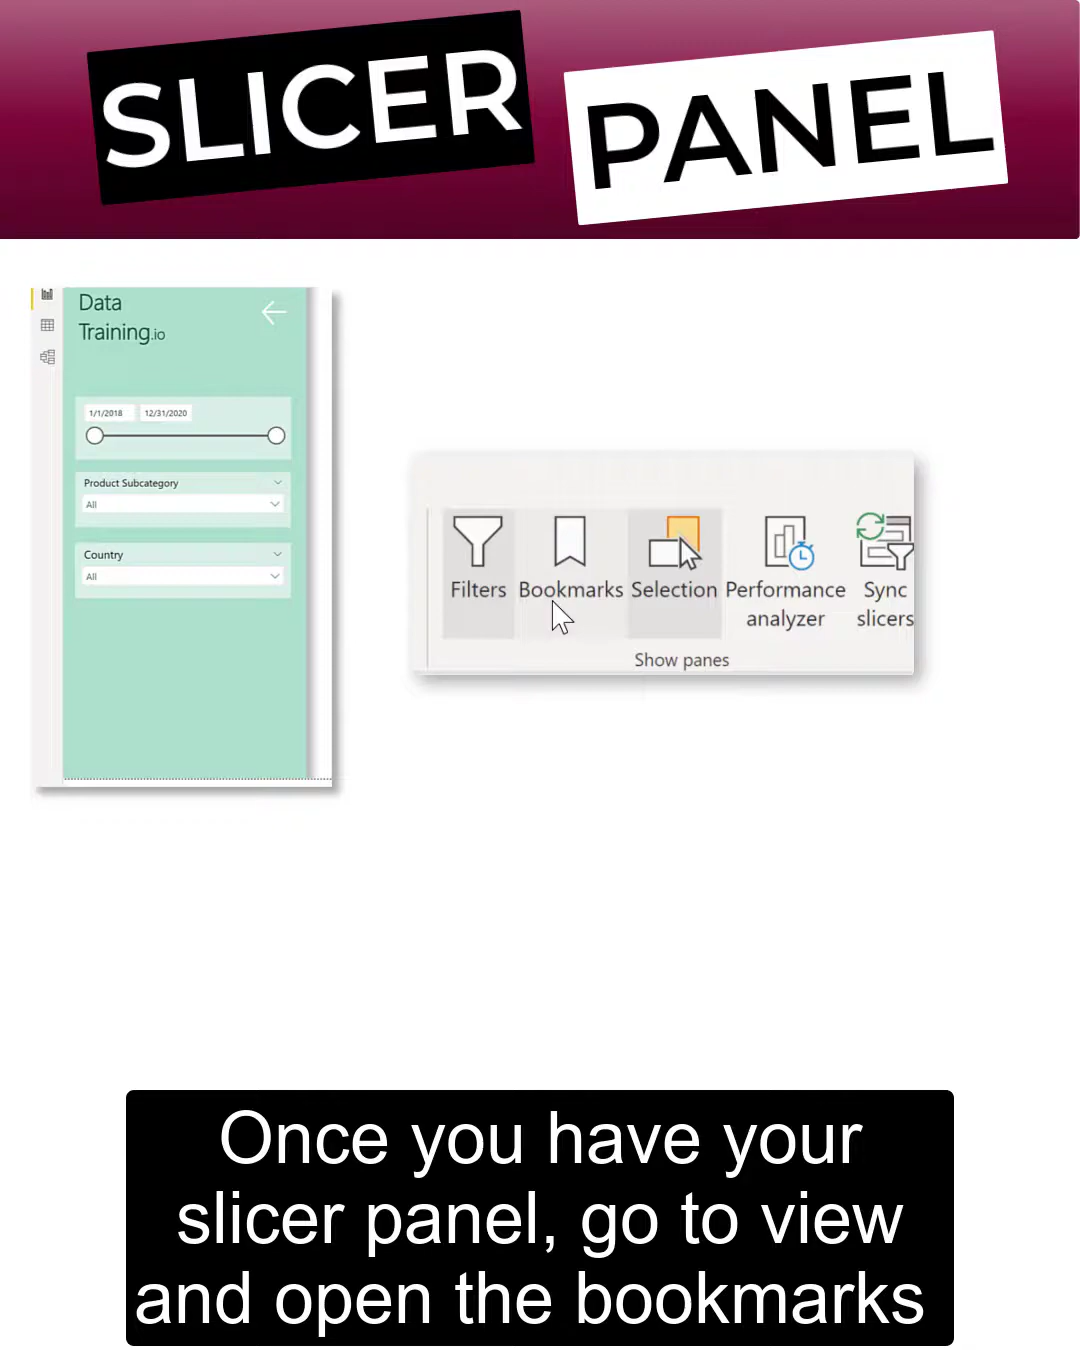 SLICER PANEL
Data
Training.io
1/1/2018 12/31/2020
Product Subcategory
All
Country
All
Filters Bookmarks Selection Performance analyzer Sync slicers
Show panes
Once you have your
slicer panel, go to view
and open the bookmarks